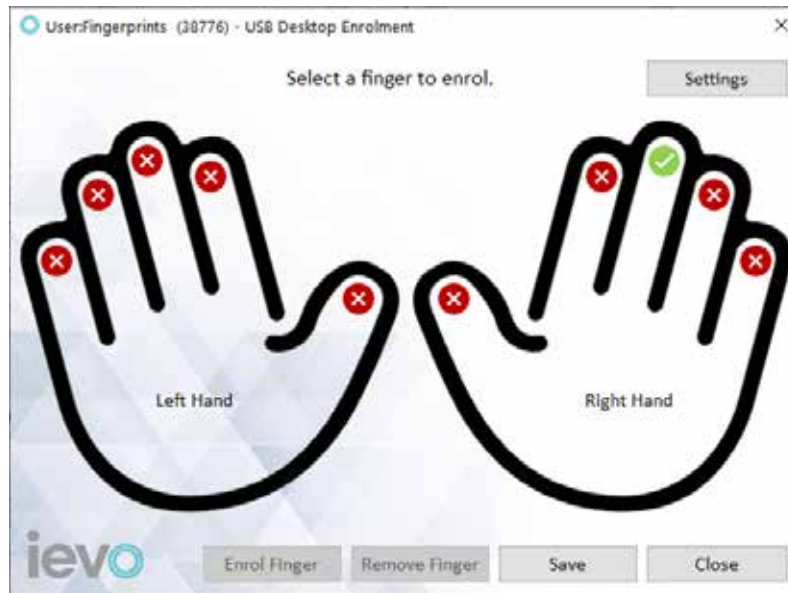 User:Fingerprints (38776) - USB Desktop Enrolment
Select a finger to enrol.
Settings
Left Hand
Right Hand
ievo
Enrol Finger
Remove Finger
Save
Close